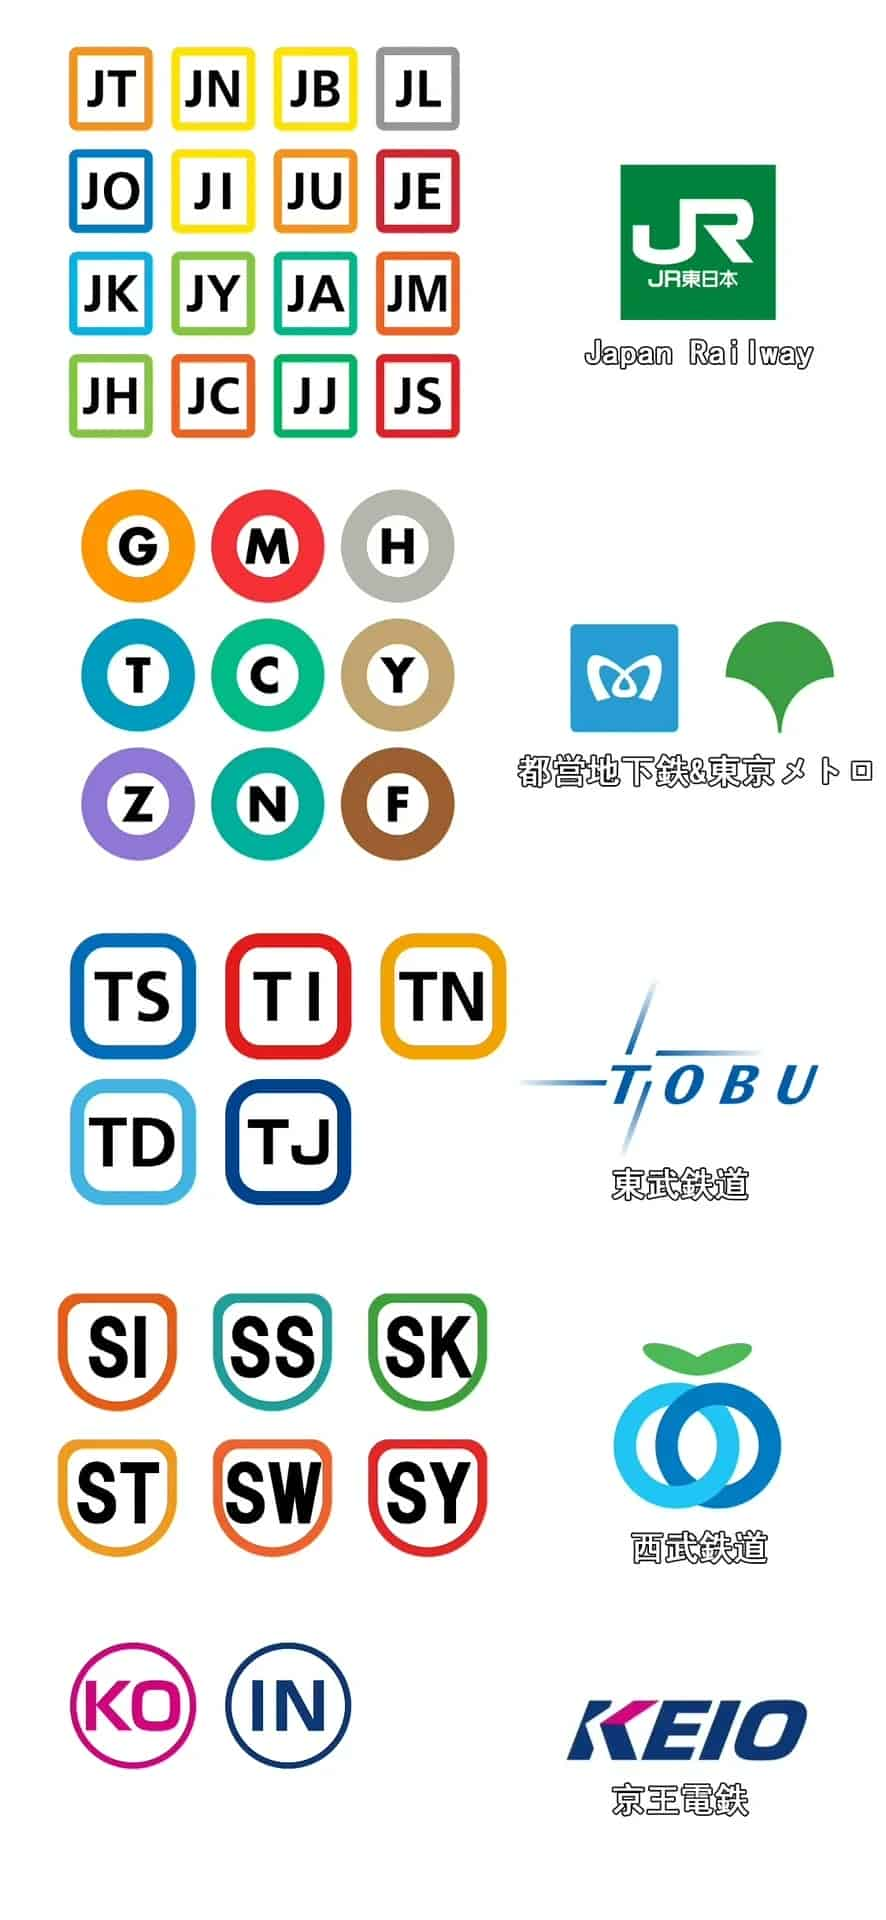 JT JN JB JL
JO JI JU JE
JK JY JA JM
JH JC JJ JS
JR
JR東日本
Japan Railway
G M H
T C Y
Z N F
都営地下鉄&東京メトロ
TS TI TN
TD TJ
TOBU
東武鉄道
SI SS SK
ST SW SY
西武鉄道
KO IN
KEIO
京王電鉄